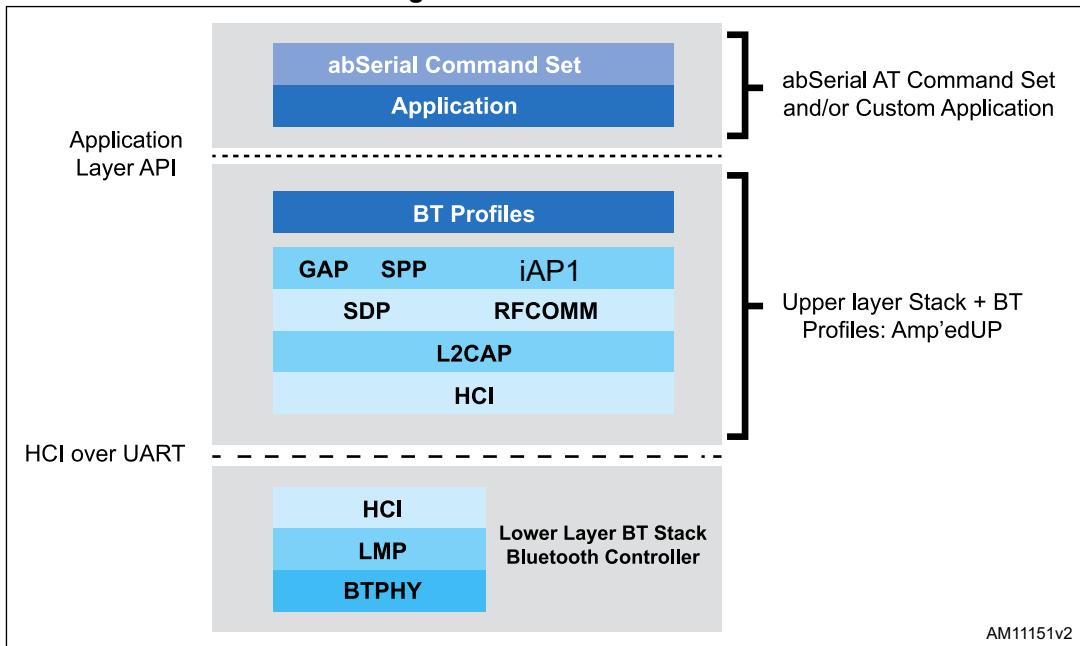 abSerial Command Set
Application
abSerial AT Command Set
and/or Custom Application
Application
Layer API
BT Profiles
GAP SPP iAP1
SDP RFCOMM
L2CAP
HCI
Upper layer Stack + BT
Profiles: Amp’edUP
HCI over UART
HCI
LMP
BTPHY
Lower Layer BT Stack
Bluetooth Controller
AM11151v2